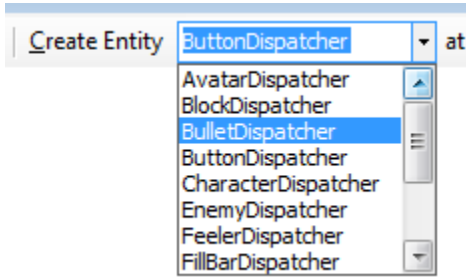 Create Entity ButtonDispatcher at
AvatarDispatcher
BlockDispatcher
BulletDispatcher
ButtonDispatcher
CharacterDispatcher
EnemyDispatcher
FeelerDispatcher
FillBarDispatcher